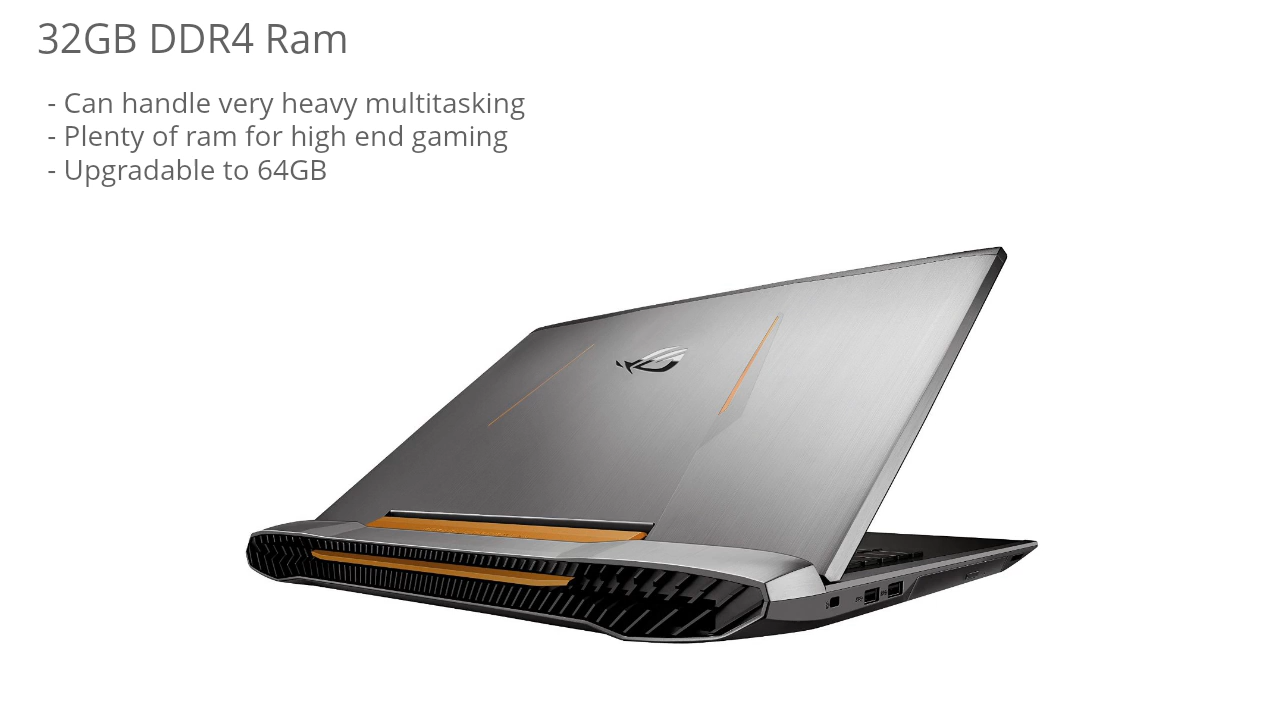 32GB DDR4 Ram
- Can handle very heavy multitasking
- Plenty of ram for high end gaming
- Upgradable to 64GB